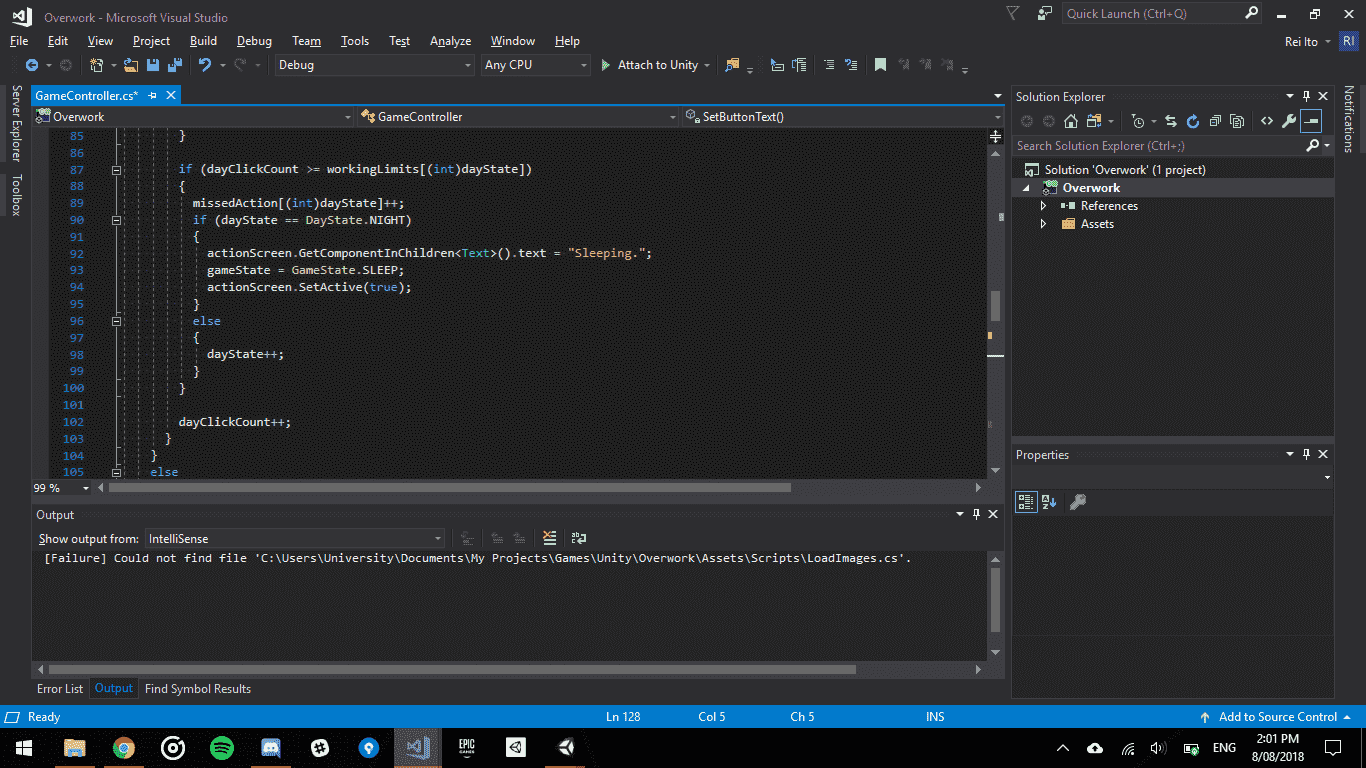 Overwork - Microsoft Visual Studio
Quick Launch (Ctrl+Q)
File Edit View Project Build Debug Team Tools Test Analyze Window Help
Rei Ito RI
Debug Any CPU Attach to Unity
Server Explorer
Toolbox
GameController.cs*
Overwork GameController SetButtonText()
85 }
86
87 if (dayClickCount >= workingLimits[(int)dayState])
88 {
89 missedAction[(int)dayState]++;
90 if (dayState == DayState.NIGHT)
91 {
92 actionScreen.GetComponentInChildren<Text>().text = "Sleeping.";
93 gameState = GameState.SLEEP;
94 actionScreen.SetActive(true);
95 }
96 else
97 {
98 dayState++;
99 }
100 }
101
102 dayClickCount++;
103 }
104 }
105 else
99 %
Output
Show output from: IntelliSense
[Failure] Could not find file 'C:\Users\University\Documents\My Projects\Games\Unity\Overwork\Assets\Scripts\LoadImages.cs'.
Error List Output Find Symbol Results
Solution Explorer
Search Solution Explorer (Ctrl+;)
Solution 'Overwork' (1 project)
Overwork
References
Assets
Properties
Notifications
Ready Ln 128 Col 5 Ch 5 INS Add to Source Control
EPIC GAMES
ENG
2:01 PM
8/08/2018